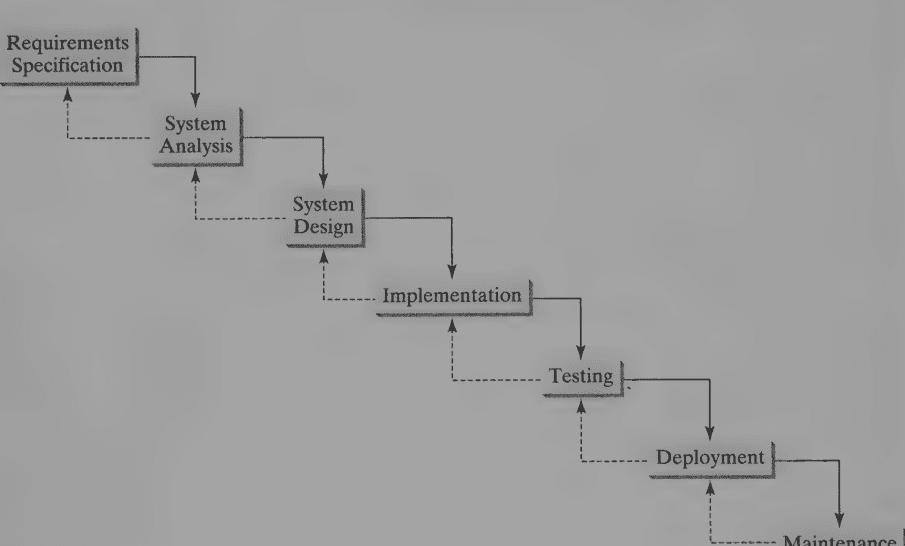 Requirements
Specification
System
Analysis
System
Design
Implementation
Testing
Deployment
Maintenance